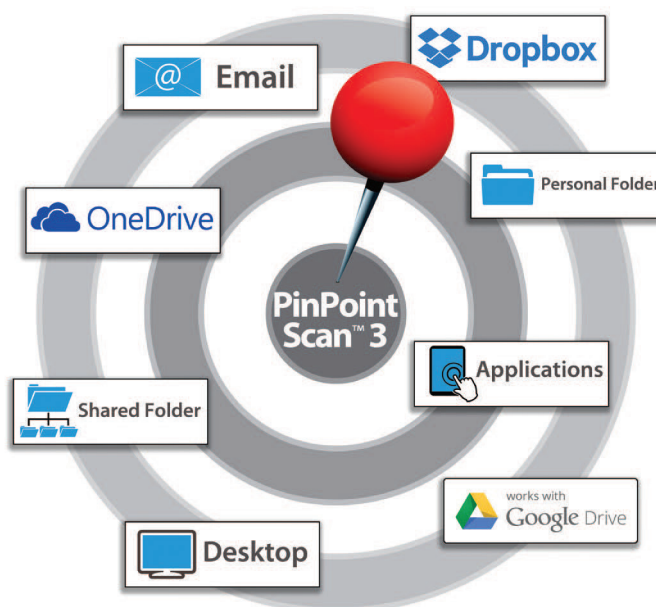 @ Email
Dropbox
Personal Folder
OneDrive
PinPoint
Scan™ 3
Applications
Shared Folder
works with
Google Drive
Desktop